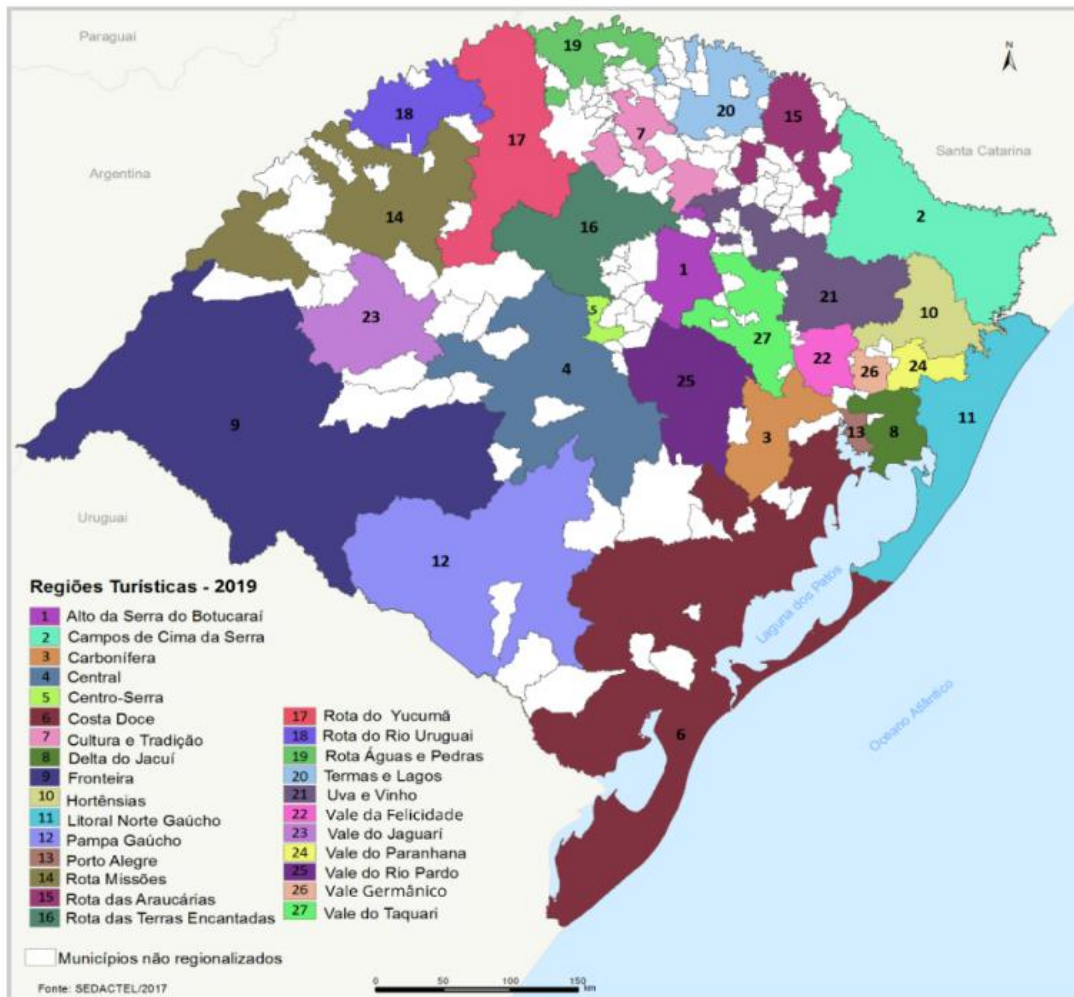 Paraguai
19
N
18
20
15
17
7
Santa Catarina
Argentina
14
2
16
1
21
10
5
23
27
22
24
26
4
25
9
11
13
8
3
Uruguai
12
Laguna dos Patos
Oceano Atlântico
6
Regiões Turísticas - 2019
1 Alto da Serra do Botucaraí
2 Campos de Cima da Serra
3 Carbonífera
4 Central
5 Centro-Serra
6 Costa Doce
7 Cultura e Tradição
8 Delta do Jacuí
9 Fronteira
10 Hortênsias
11 Litoral Norte Gaúcho
12 Pampa Gaúcho
13 Porto Alegre
14 Rota Missões
15 Rota das Araucárias
16 Rota das Terras Encantadas
17 Rota do Yucumã
18 Rota do Rio Uruguai
19 Rota Águas e Pedras
20 Termas e Lagos
21 Uva e Vinho
22 Vale da Felicidade
23 Vale do Jaguarí
24 Vale do Paranhana
25 Vale do Rio Pardo
26 Vale Germânico
27 Vale do Taquari
Municípios não regionalizados
Fonte: SEDACTEL/2017
0 50 100 150
km